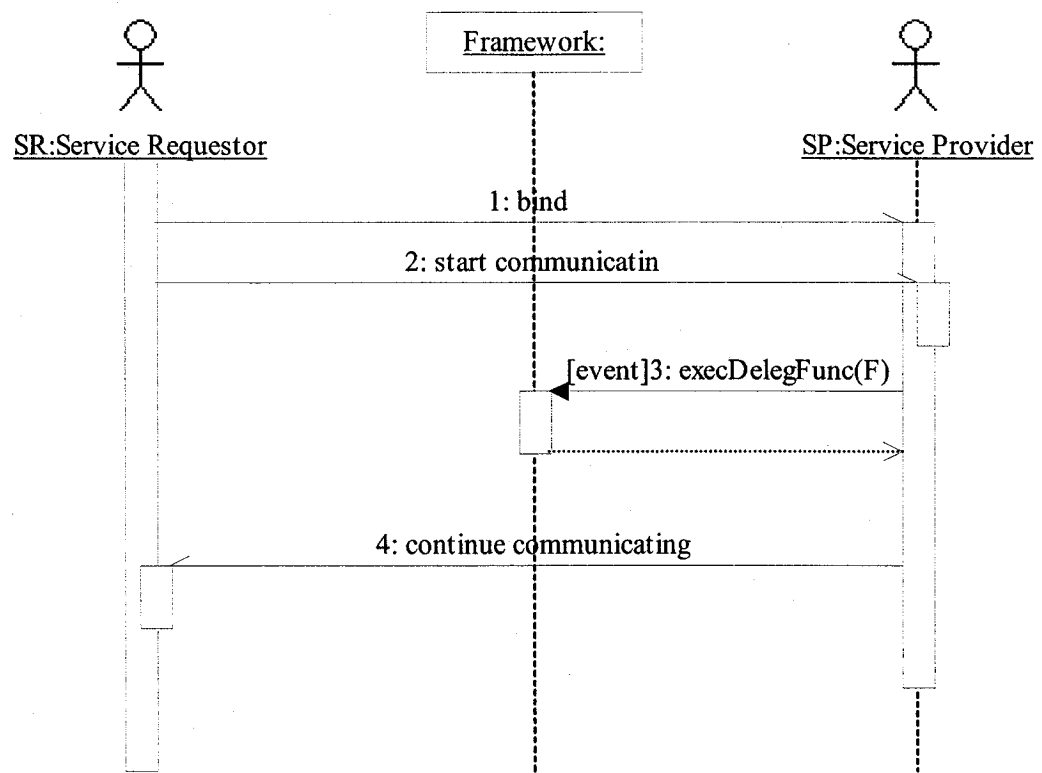 Framework:
SR:Service Requestor
SP:Service Provider
1: bind
2: start communicatin
[event]3: execDelegFunc(F)
4: continue communicating